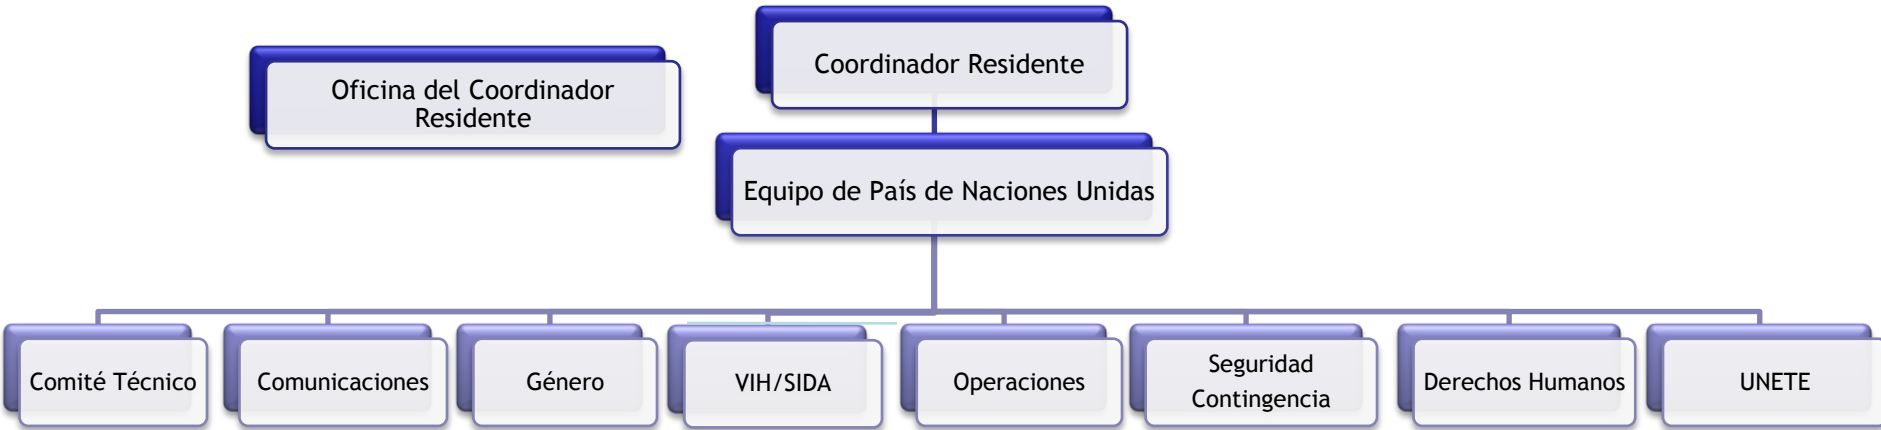 Coordinador Residente
Oficina del Coordinador
Residente
Equipo de País de Naciones Unidas
Comité Técnico
Comunicaciones
Género
VIH/SIDA
Operaciones
Seguridad
Contingencia
Derechos Humanos
UNETE